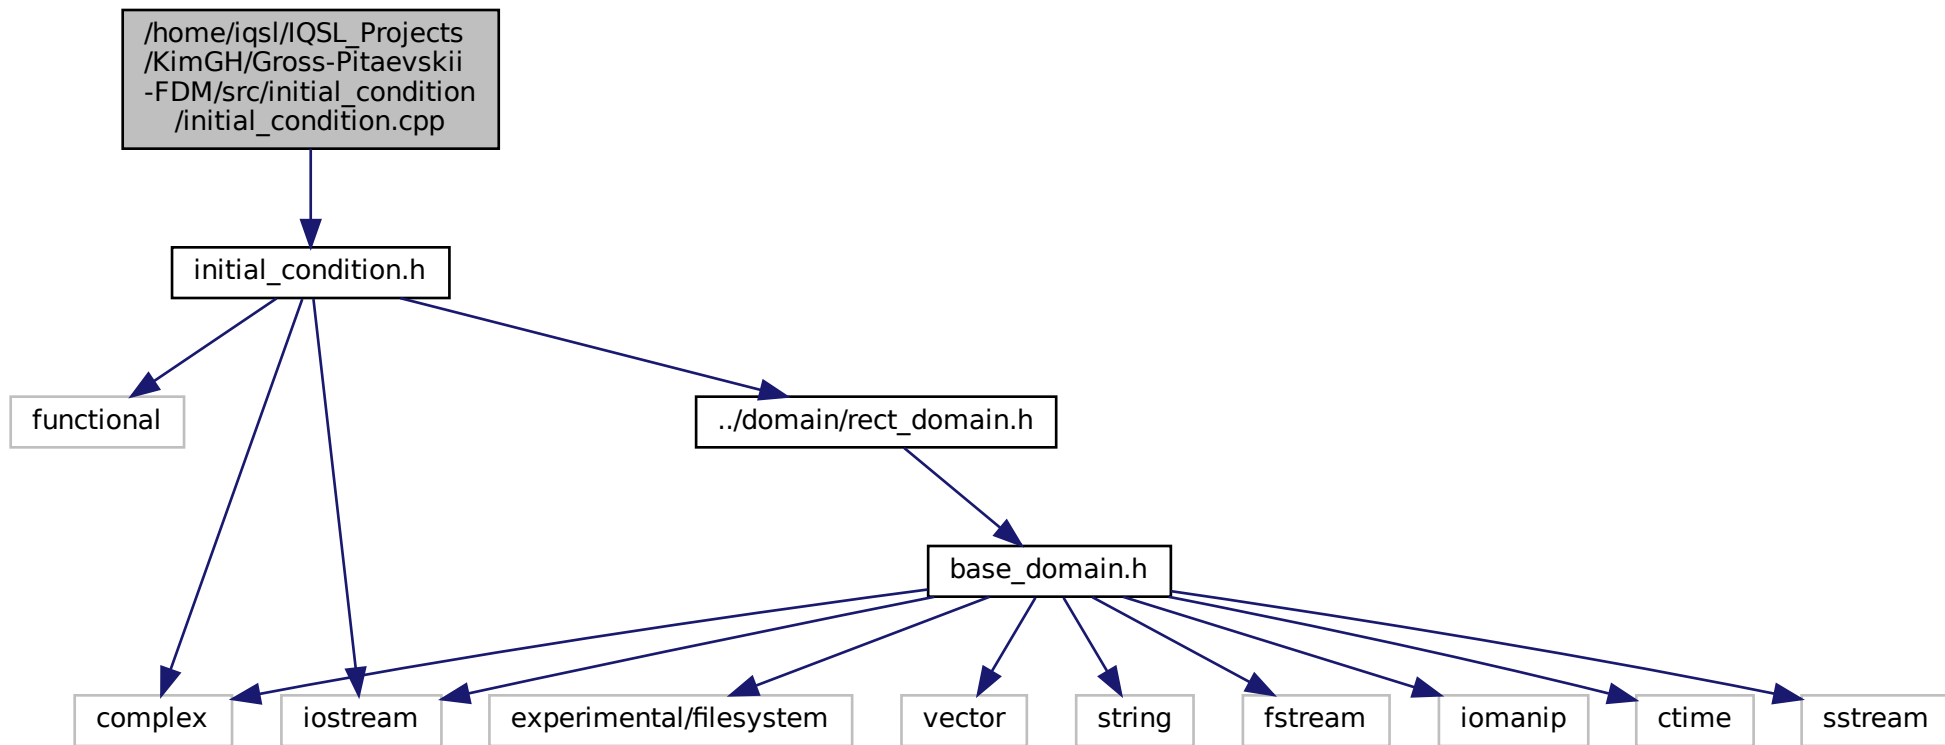 /home/iqsl/IQSL_Projects
/KimGH/Gross-Pitaevskii
-FDM/src/initial_condition
/initial_condition.cpp
initial_condition.h
functional
../domain/rect_domain.h
base_domain.h
complex
iostream
experimental/filesystem
vector
string
fstream
iomanip
ctime
sstream